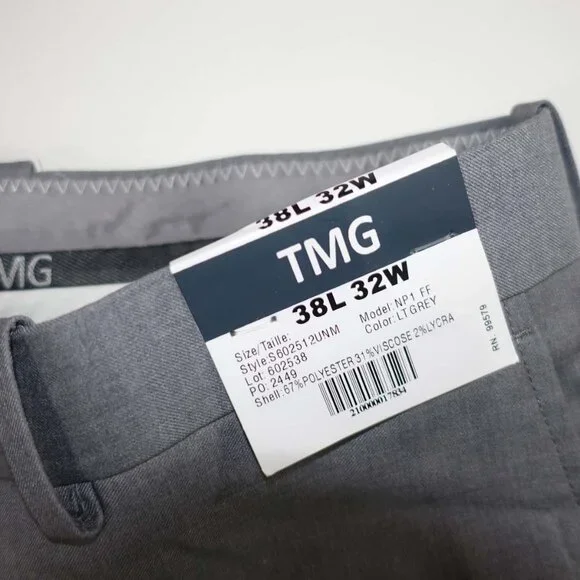 38L 32W
TMG
TMG
38L 32W
Size/Taille:
Style:S602512UNM Model: NP1 FF
Lot: 602538 Color: LT GREY
PO: 2449
Shell: 67%POLYESTER 31%VISCOSE 2%LYCRA
210000017834
RN: 99579